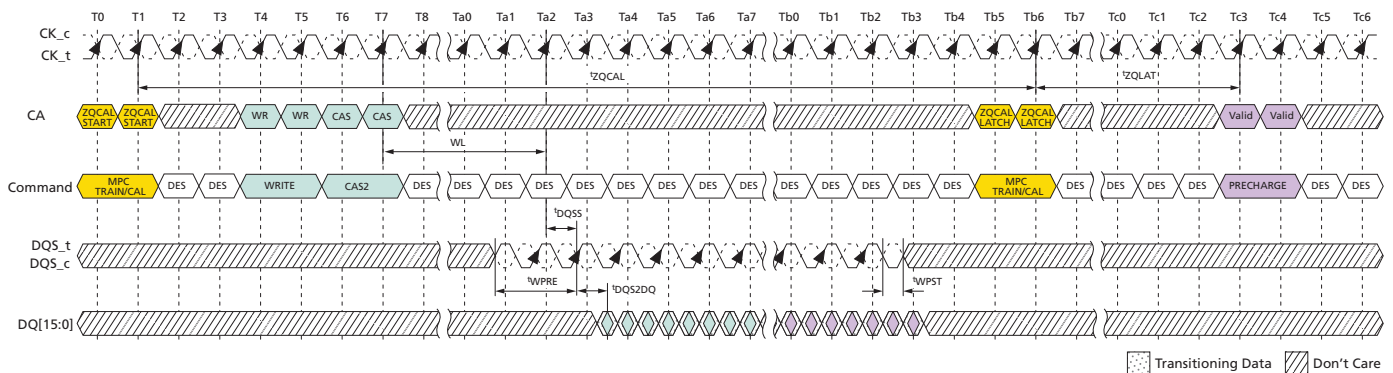 T0 T1 T2 T3 T4 T5 T6 T7 T8 Ta0 Ta1 Ta2 Ta3 Ta4 Ta5 Ta6 Ta7 Tb0 Tb1 Tb2 Tb3 Tb4 Tb5 Tb6 Tb7 Tc0 Tc1 Tc2 Tc3 Tc4 Tc5 Tc6
CK_c
CK_t
tZQCAL tZQLAT
CA
ZQCAL START ZQCAL START WR WR CAS CAS ZQCAL LATCH ZQCAL LATCH Valid Valid
WL
Command
MPC TRAIN/CAL DES DES WRITE CAS2 DES DES DES DES DES DES DES DES DES DES DES DES DES DES MPC TRAIN/CAL DES DES DES DES PRECHARGE DES DES
tDQSS
DQS_t
DQS_c
tWPRE tDQS2DQ tWPST
DQ[15:0]
Transitioning Data Don't Care